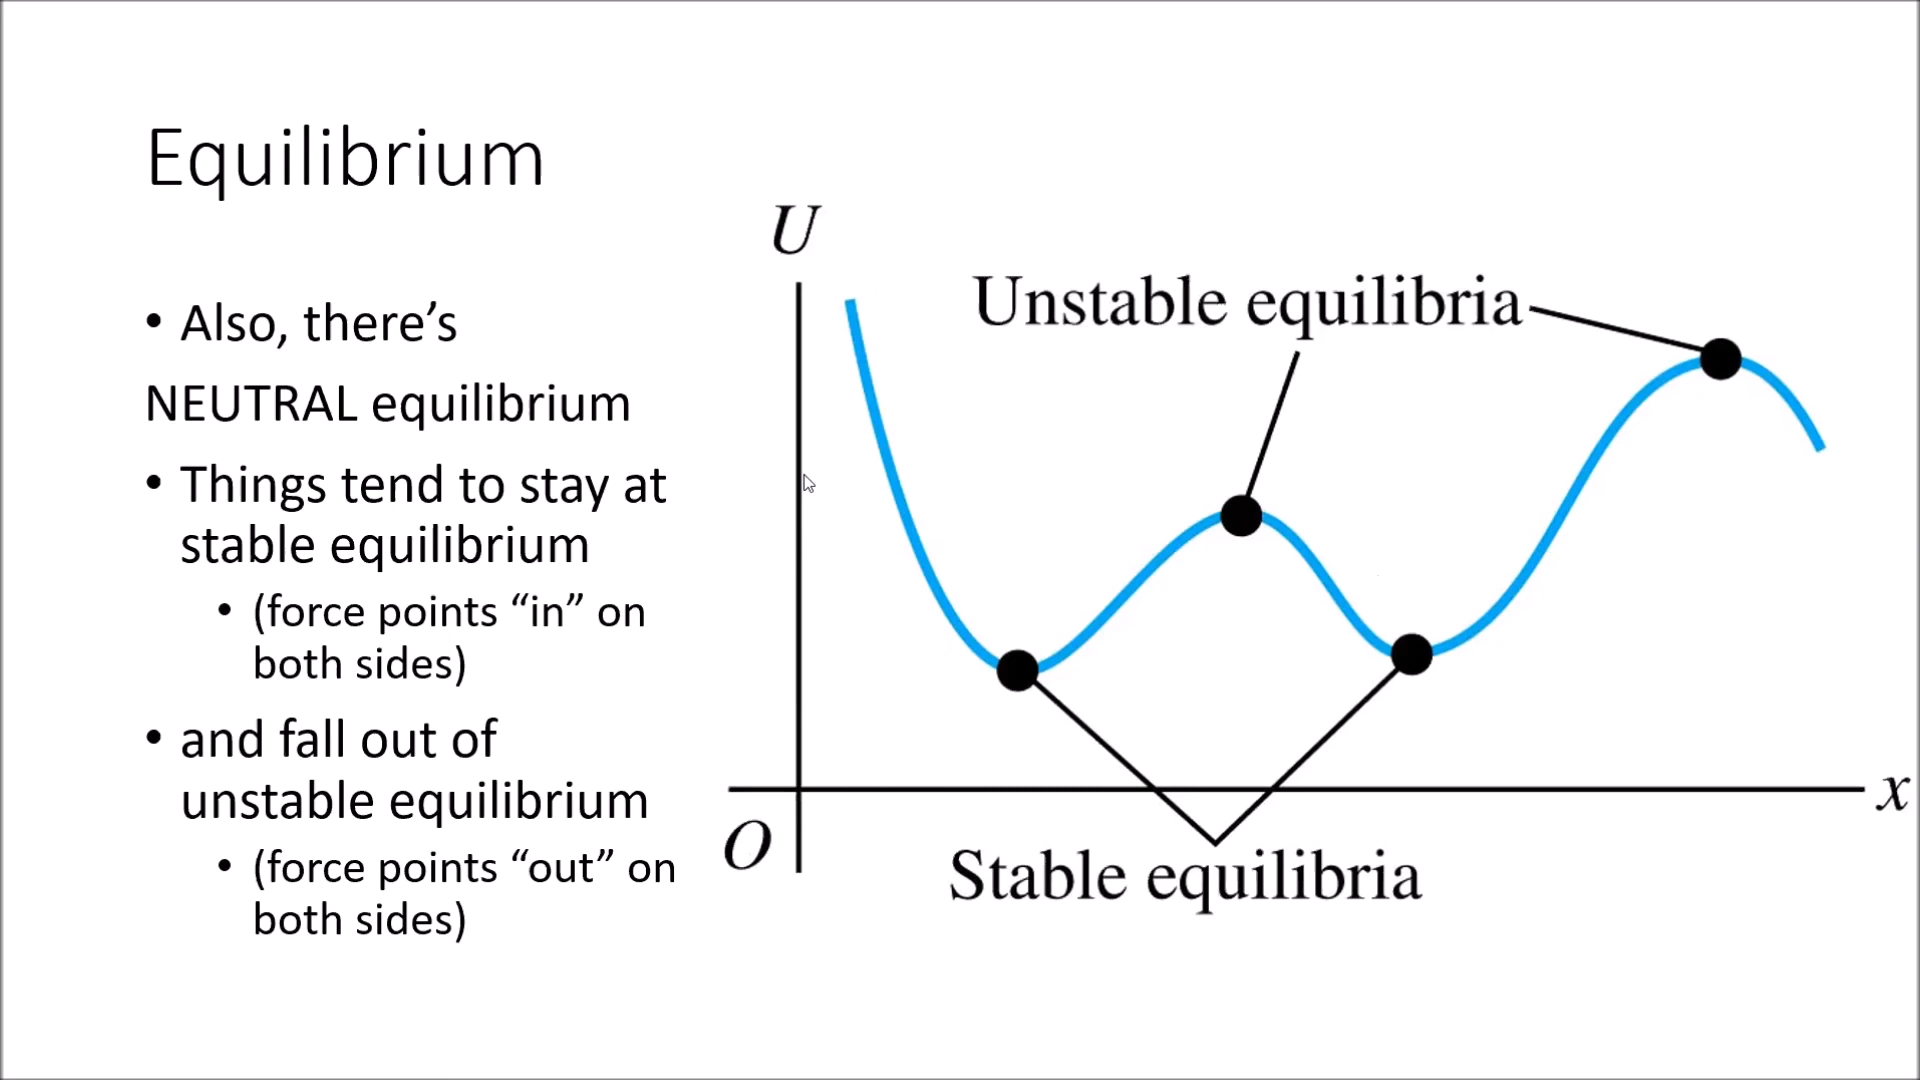 Equilibrium
• Also, there’s
NEUTRAL equilibrium
• Things tend to stay at
stable equilibrium
• (force points “in” on
both sides)
• and fall out of
unstable equilibrium
• (force points “out” on
both sides)
U
Unstable equilibria
x
O
Stable equilibria